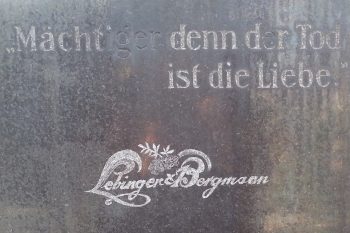 „Mächtiger denn der Tod
ist die Liebe."
Lebinger & Bergmann